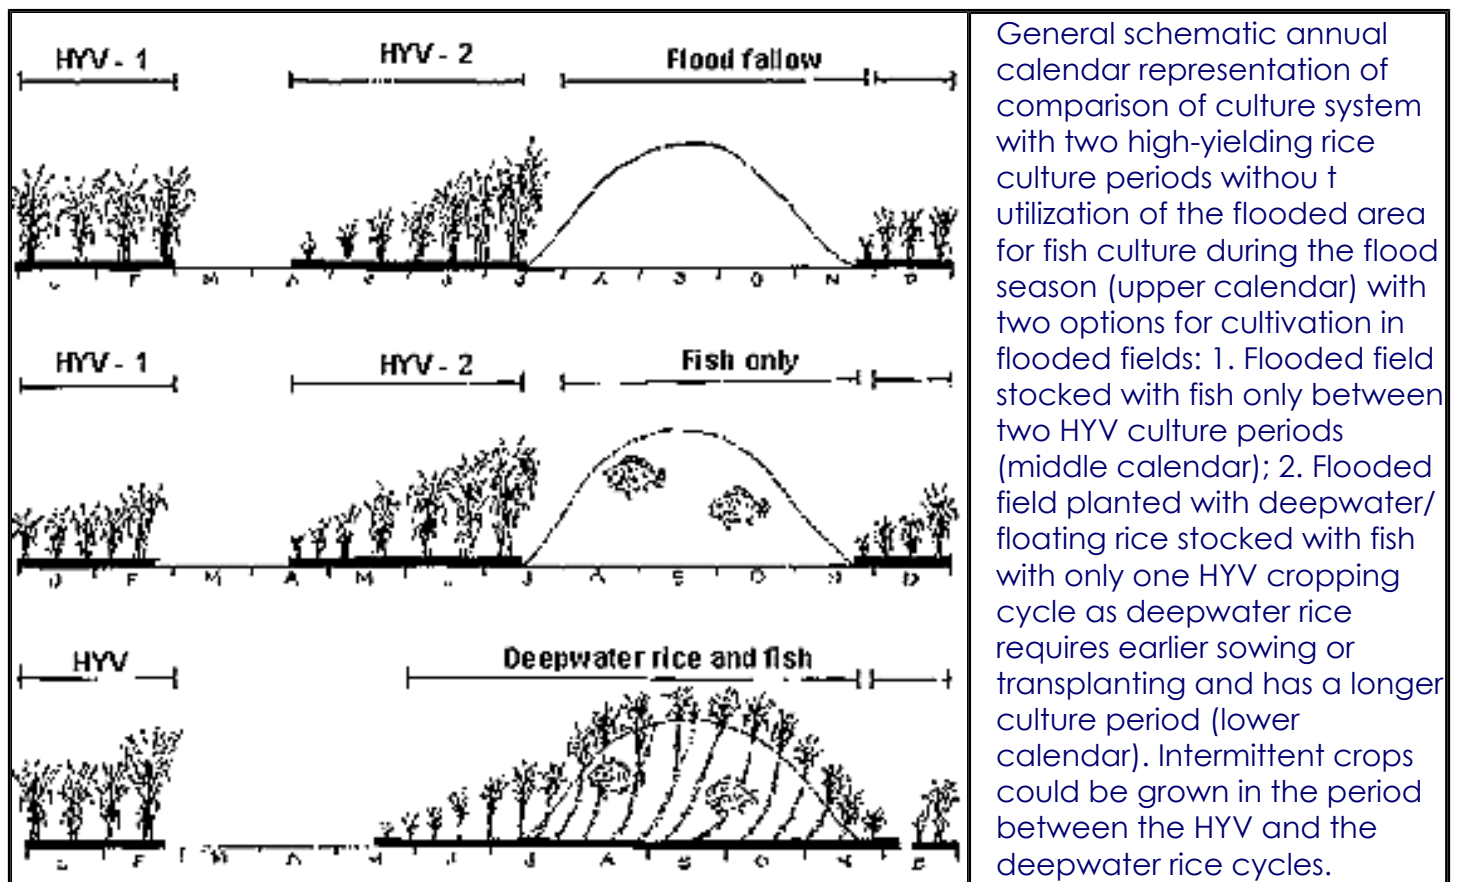 HYV - 1 HYV - 2 Flood fallow
F M A A O N
HYV - 1 HYV - 2 Fish only
F M A M A S O D
HYV Deepwater rice and fish
F M A O
General schematic annual
calendar representation of
comparison of culture system
with two high-yielding rice
culture periods withou t
utilization of the flooded area
for fish culture during the flood
season (upper calendar) with
two options for cultivation in
flooded fields: 1. Flooded field
stocked with fish only between
two HYV culture periods
(middle calendar); 2. Flooded
field planted with deepwater/
floating rice stocked with fish
with only one HYV cropping
cycle as deepwater rice
requires earlier sowing or
transplanting and has a longer
culture period (lower
calendar). Intermittent crops
could be grown in the period
between the HYV and the
deepwater rice cycles.